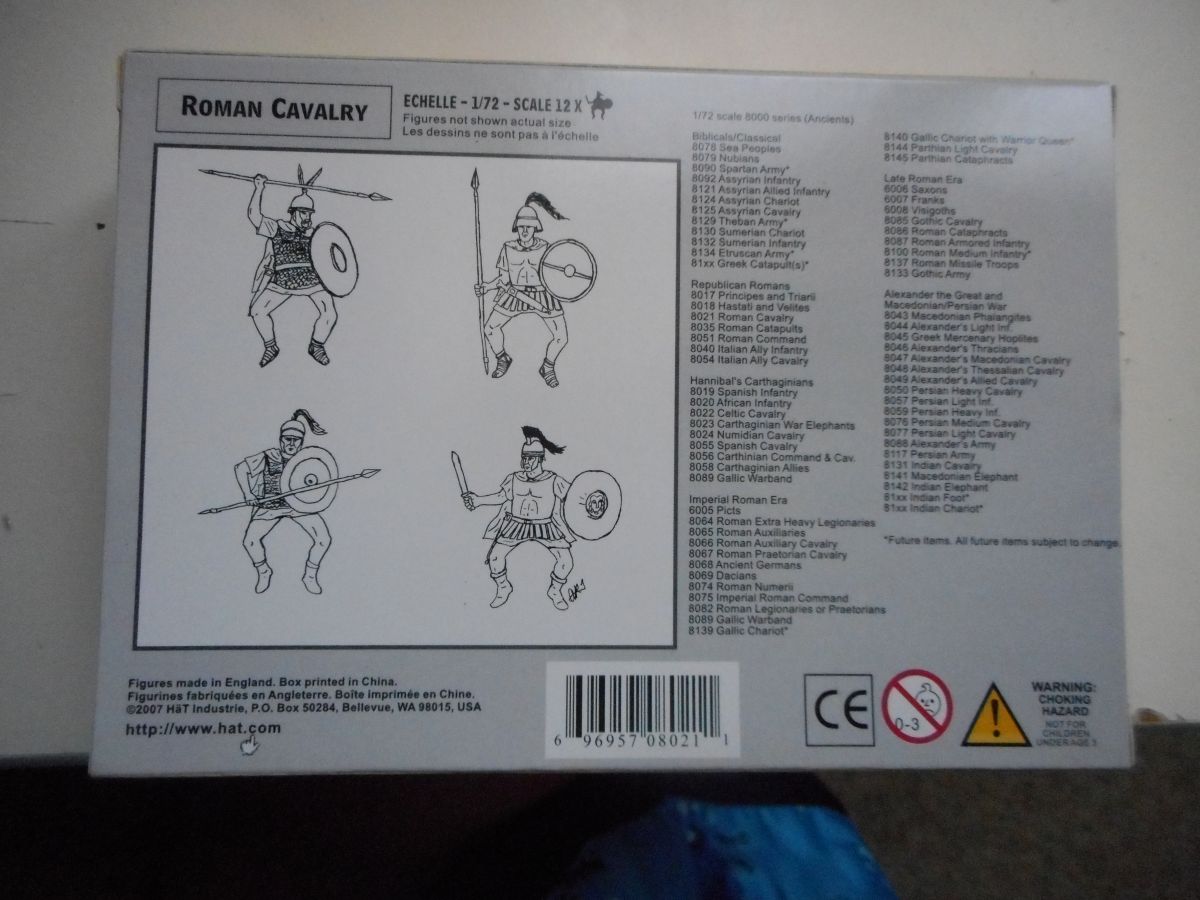 ROMAN CAVALRY
ECHELLE - 1/72 - SCALE 12 X
Figures not shown actual size
Les dessins ne sont pas à l'échelle
1/72 scale 8000 series (Ancients)
Biblicals/Classical
8078 Sea Peoples
8079 Nubians
8090 Spartan Army*
8092 Assyrian Infantry
8121 Assyrian Allied Infantry
8124 Assyrian Chariot
8125 Assyrian Cavalry
8129 Theban Army*
8130 Sumerian Chariot
8132 Sumerian Infantry
8134 Etruscan Army*
81xx Greek Catapult(s)*
Republican Romans
8017 Principes and Triarii
8018 Hastati and Velites
8021 Roman Cavalry
8035 Roman Catapults
8051 Roman Command
8040 Italian Ally Infantry
8054 Italian Ally Cavalry
Hannibal's Carthaginians
8019 Spanish Infantry
8020 African Infantry
8022 Celtic Cavalry
8023 Carthaginian War Elephants
8024 Numidian Cavalry
8055 Spanish Cavalry
8056 Carthinian Command & Cav.
8058 Carthaginian Allies
8089 Gallic Warband
Imperial Roman Era
6005 Picts
8064 Roman Extra Heavy Legionaries
8065 Roman Auxiliaries
8066 Roman Auxiliary Cavalry
8067 Roman Praetorian Cavalry
8068 Ancient Germans
8069 Dacians
8074 Roman Numerii
8075 Imperial Roman Command
8082 Roman Legionaries or Praetorians
8089 Gallic Warband
8139 Gallic Chariot*
8140 Gallic Chariot with Warrior Queen*
8144 Parthian Light Cavalry
8145 Parthian Cataphracts
Late Roman Era
6006 Saxons
6007 Franks
6008 Visigoths
8085 Gothic Cavalry
8086 Roman Cataphracts
8087 Roman Armored Infantry
8100 Roman Medium Infantry*
8137 Roman Missile Troops
8133 Gothic Army
Alexander the Great and
Macedonian/Persian War
8043 Macedonian Phalangites
8044 Alexander's Light Inf.
8045 Greek Mercenary Hoplites
8046 Alexander's Thracians
8047 Alexander's Macedonian Cavalry
8048 Alexander's Thessalian Cavalry
8049 Alexander's Allied Cavalry
8050 Persian Heavy Cavalry
8057 Persian Light Inf.
8059 Persian Heavy Inf.
8076 Persian Medium Cavalry
8077 Persian Light Cavalry
8088 Alexander's Army
8117 Persian Army
8131 Indian Cavalry
8141 Macedonian Elephant
8142 Indian Elephant
81xx Indian Foot*
81xx Indian Chariot*
*Future items. All future items subject to change.
Figures made in England. Box printed in China.
Figurines fabriquées en Angleterre. Boîte imprimée en Chine.
©2007 HäT Industrie, P.O. Box 50284, Bellevue, WA 98015, USA
http://www.hat.com
6 96957 08021 1
CE
0-3
WARNING:
CHOKING
HAZARD
NOT FOR
CHILDREN
UNDER AGE 3